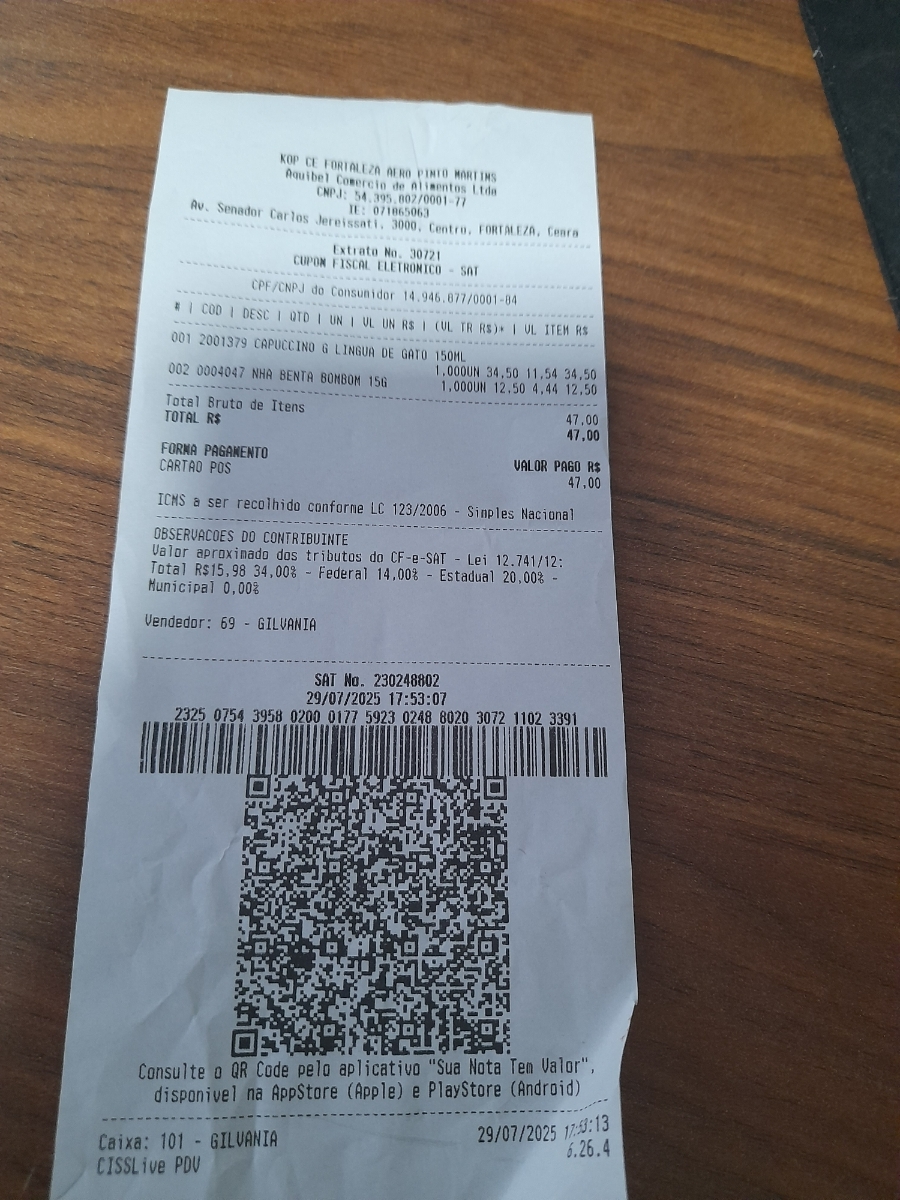 KOP CE FORTALEZA AERO PINTO MARTINS
Aquibel Comercio de Alimentos Ltda
CNPJ: 54.395.802/0001-77
IE: 071865063
Av. Senador Carlos Jereissati, 3000, Centro, FORTALEZA, Ceara
Extrato No. 30721
CUPOM FISCAL ELETRONICO - SAT
CPF/CNPJ do Consumidor 14.946.877/0001-84
# | COD | DESC | QTD | UN | VL UN R$ | (VL TR R$)* | VL ITEM R$
001 2001379 CAPUCCINO G LINGUA DE GATO 150ML
1,000UN 34,50 11,54 34,50
002 0004047 NHA BENTA BOMBOM 15G 1,000UN 12,50 4,44 12,50
Total Bruto de Itens 47,00
TOTAL R$ 47,00
FORMA PAGAMENTO VALOR PAGO R$
CARTAO POS 47,00
ICMS a ser recolhido conforme LC 123/2006 - Simples Nacional
OBSERVACOES DO CONTRIBUINTE
Valor aproximado dos tributos do CF-e-SAT - Lei 12.741/12:
Total R$15,98 34,00% - Federal 14,00% - Estadual 20,00% -
Municipal 0,00%
Vendedor: 69 - GILVANIA
SAT No. 230248802
29/07/2025 17:53:07
2325 0754 3958 0200 0177 5923 0248 8020 3072 1102 3391
Consulte o QR Code pelo aplicativo "Sua Nota Tem Valor",
disponivel na AppStore (Apple) e PlayStore (Android)
Caixa: 101 - GILVANIA 29/07/2025 17:53:13
CISSLive PDV 6.26.4